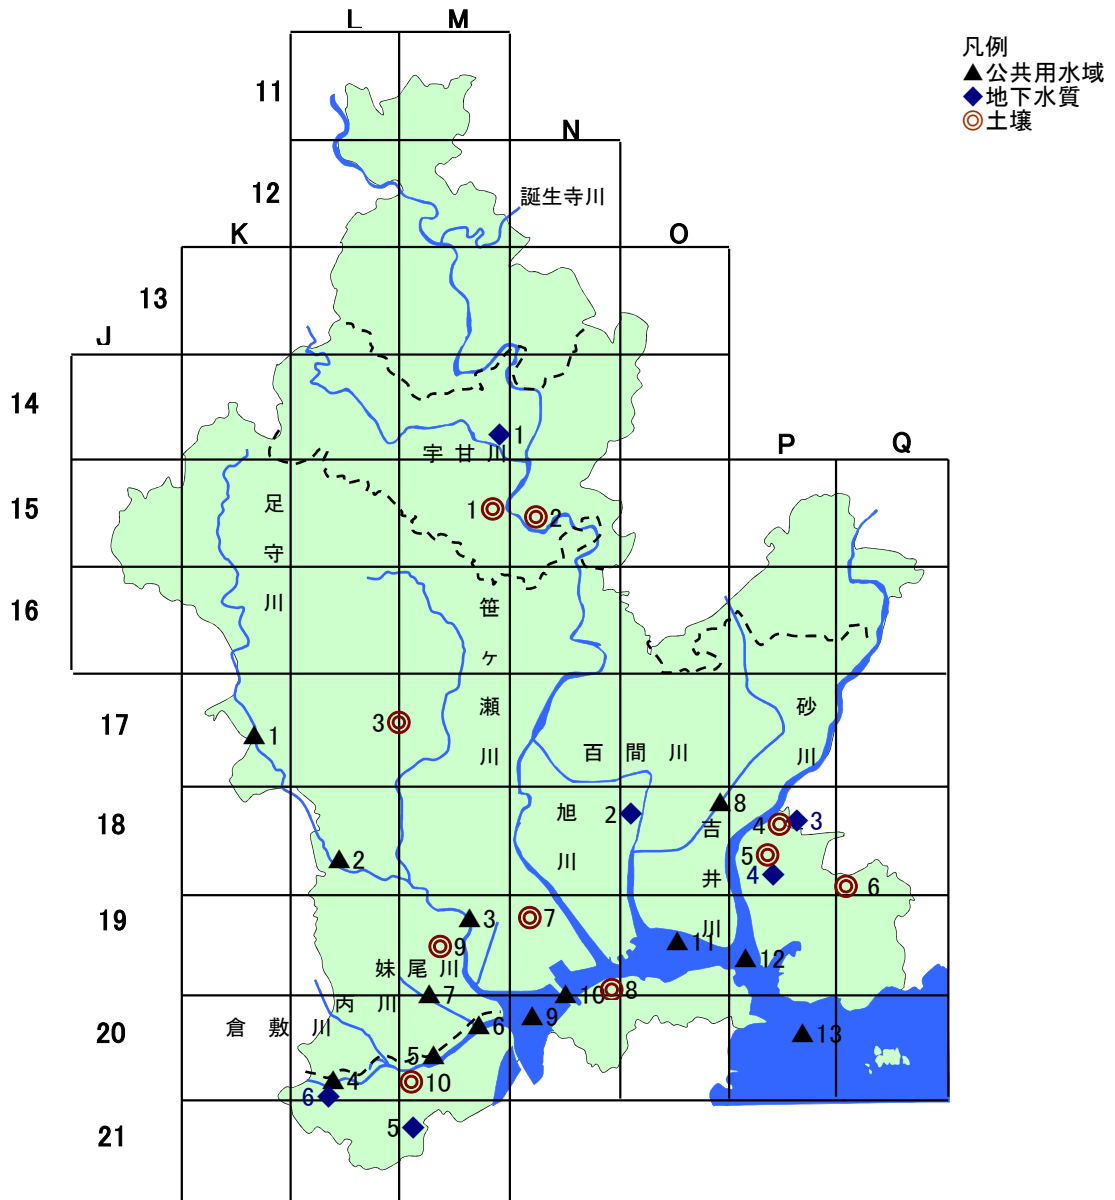 L
M
凡例
▲公共用水域
◆地下水質
◎土壌
11
N
12
誕生寺川
K
O
13
J
14
1
宇甘川
P
Q
足守川
15
1
2
16
笹ヶ瀬川
17
3
1
百間川
砂川
18
旭川
2
8
吉井川
4
3
5
4
6
2
19
3
7
9
11
12
妹尾川
8
10
7
丙川
倉敷川
20
6
9
13
5
4
10
6
21
5